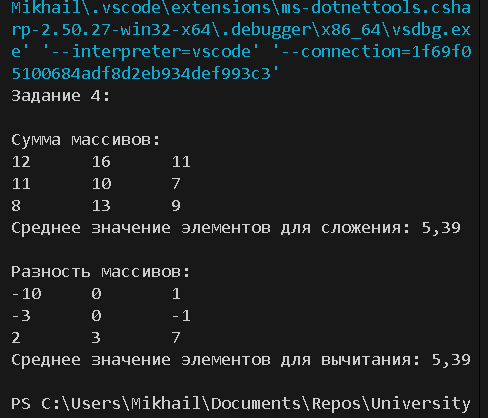 Mikhail\.vscode\extensions\ms-dotnettools.csha
rp-2.50.27-win32-x64\.debugger\x86_64\vsdbg.ex
e' '--interpreter=vscode' '--connection=1f69f0
5100684adf8d2eb934def993c3'
Задание 4:
Сумма массивов:
12 16 11
11 10 7
8 13 9
Среднее значение элементов для сложения: 5,39
Разность массивов:
-10 0 1
-3 0 -1
2 3 7
Среднее значение элементов для вычитания: 5,39
PS C:\Users\Mikhail\Documents\Repos\University